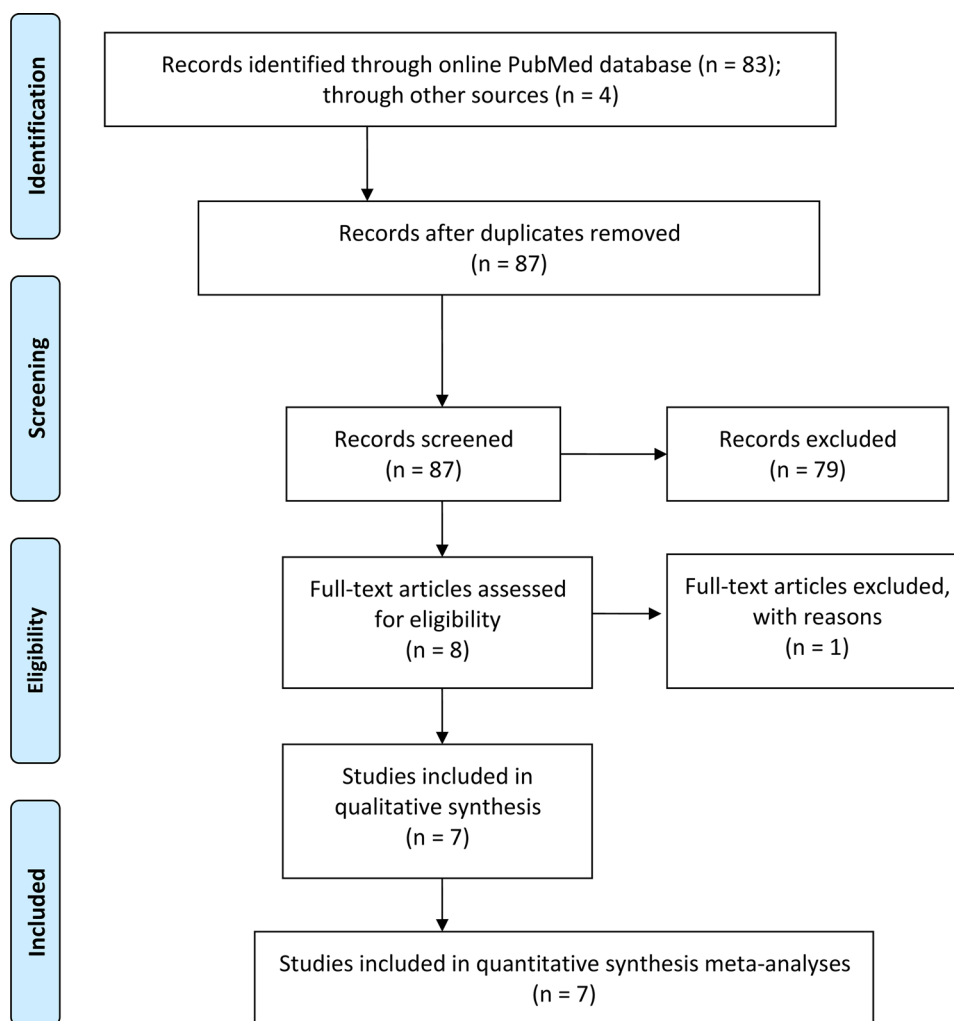 Identification
Records identified through online PubMed database (n = 83);
through other sources (n = 4)
Records after duplicates removed
(n = 87)
Screening
Records screened
(n = 87)
Records excluded
(n = 79)
Eligibility
Full-text articles assessed
for eligibility
(n = 8)
Full-text articles excluded,
with reasons
(n = 1)
Studies included in
qualitative synthesis
(n = 7)
Included
Studies included in quantitative synthesis meta-analyses
(n = 7)